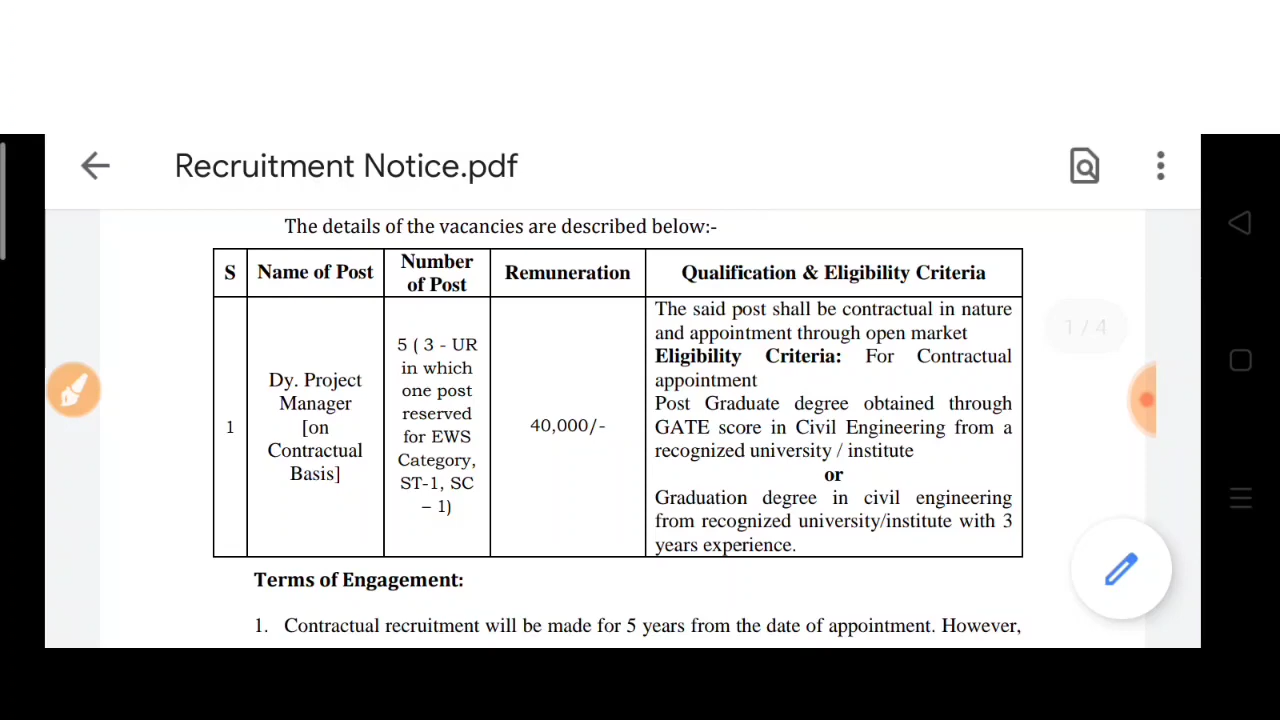 Recruitment Notice.pdf
The details of the vacancies are described below:-
S
Name of Post
Number
of Post
Remuneration
Qualification & Eligibility Criteria
1
Dy. Project
Manager
[on
Contractual
Basis]
5 ( 3 - UR
in which
one post
reserved
for EWS
Category,
ST-1, SC
– 1)
40,000/-
The said post shall be contractual in nature
and appointment through open market
Eligibility Criteria: For Contractual
appointment
Post Graduate degree obtained through
GATE score in Civil Engineering from a
recognized university / institute
or
Graduation degree in civil engineering
from recognized university/institute with 3
years experience.
1 / 4
Terms of Engagement:
1. Contractual recruitment will be made for 5 years from the date of appointment. However,